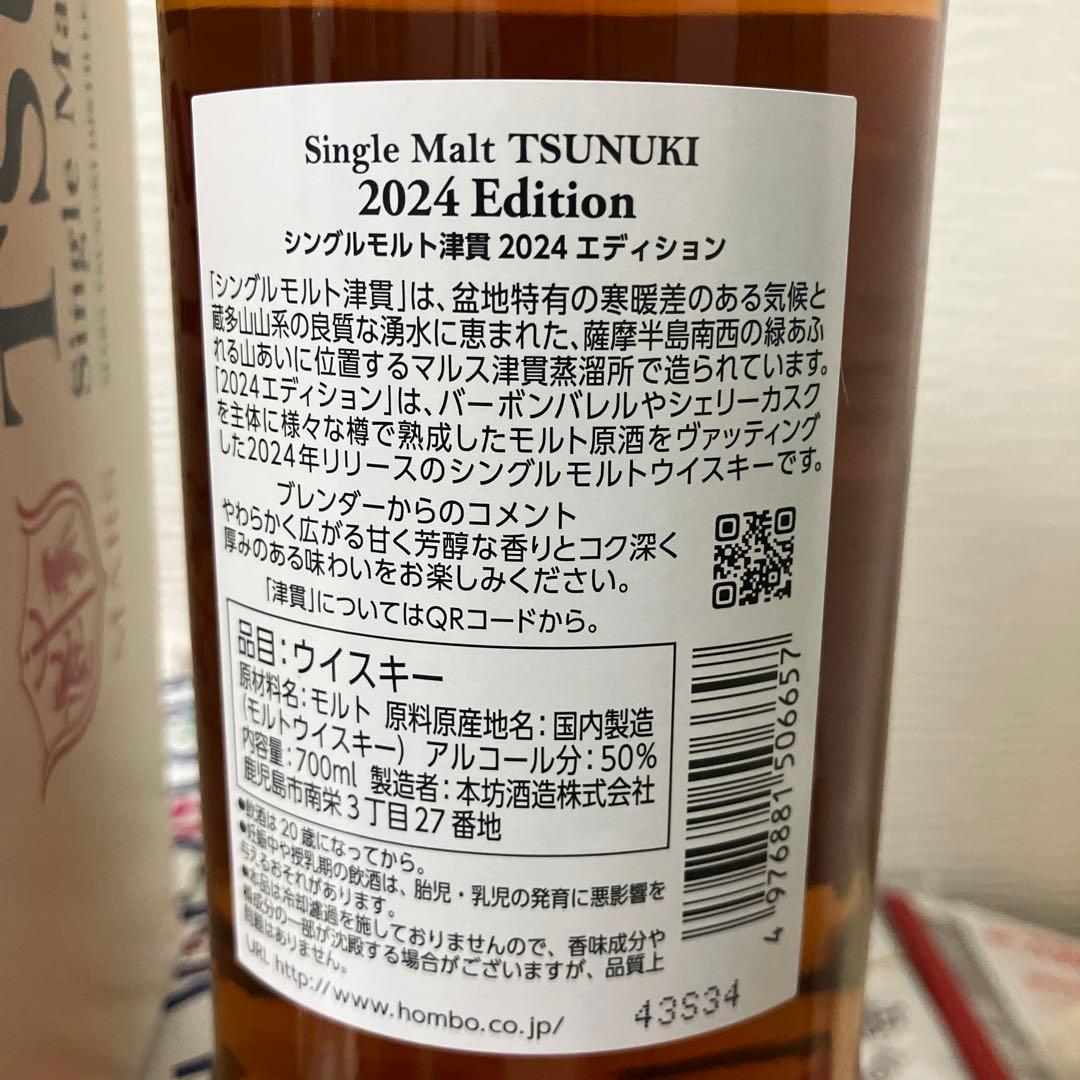 Single Malt TSUNUKI
2024 Edition
シングルモルト津貫 2024 エディション
「シングルモルト津貫」は、盆地特有の寒暖差のある気候と
蔵多山山系の良質な湧水に恵まれた、薩摩半島南西の緑あふ
れる山あいに位置するマルス津貫蒸溜所で造られています。
「2024エディション」は、バーボンバレルやシェリーカスク
を主体に様々な樽で熟成したモルト原酒をヴァッティング
した2024年リリースのシングルモルトウイスキーです。
ブレンダーからのコメント
やわらかく広がる甘く芳醇な香りとコク深く
厚みのある味わいをお楽しみください。
「津貫」についてはQRコードから。
品目：ウイスキー
原材料名：モルト 原料原産地名：国内製造
(モルトウイスキー) アルコール分：50%
内容量：700ml 製造者：本坊酒造株式会社
鹿児島市南栄3丁目27番地
●飲酒は20歳になってから。
●妊娠中や授乳期の飲酒は、胎児・乳児の発育に悪影響を
与えるおそれがあります。
●本品は冷却濾過を施しておりませんので、香味成分や
樽成分の一部が沈殿する場合がございますが、品質上
問題はありません。
URL http://www.hombo.co.jp/
4 976881 506657
43S34
Single Ma